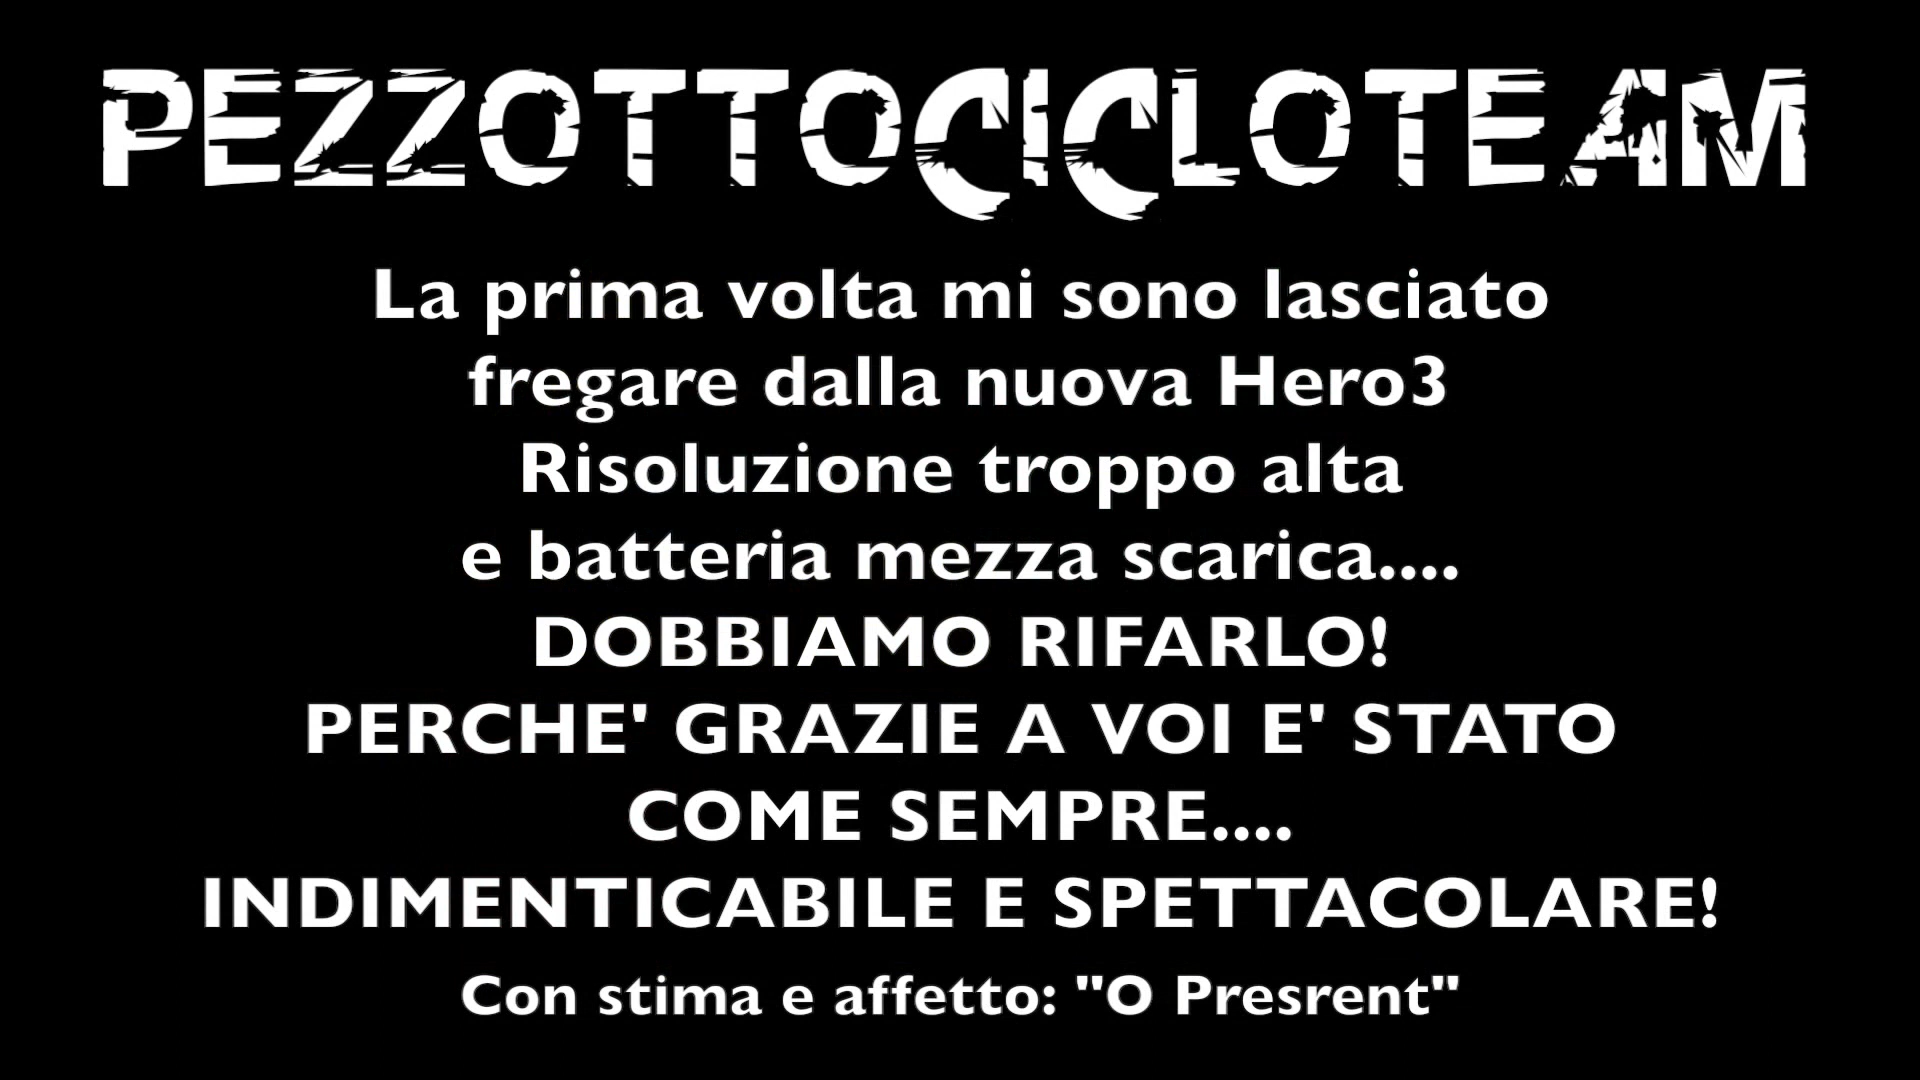 PEZZOTTOCICLOTEAM
La prima volta mi sono lasciato
fregare dalla nuova Hero3
Risoluzione troppo alta
e batteria mezza scarica....
DOBBIAMO RIFARLO!
PERCHE' GRAZIE A VOI E' STATO
COME SEMPRE....
INDIMENTICABILE E SPETTACOLARE!
Con stima e affetto: "O Presrent"